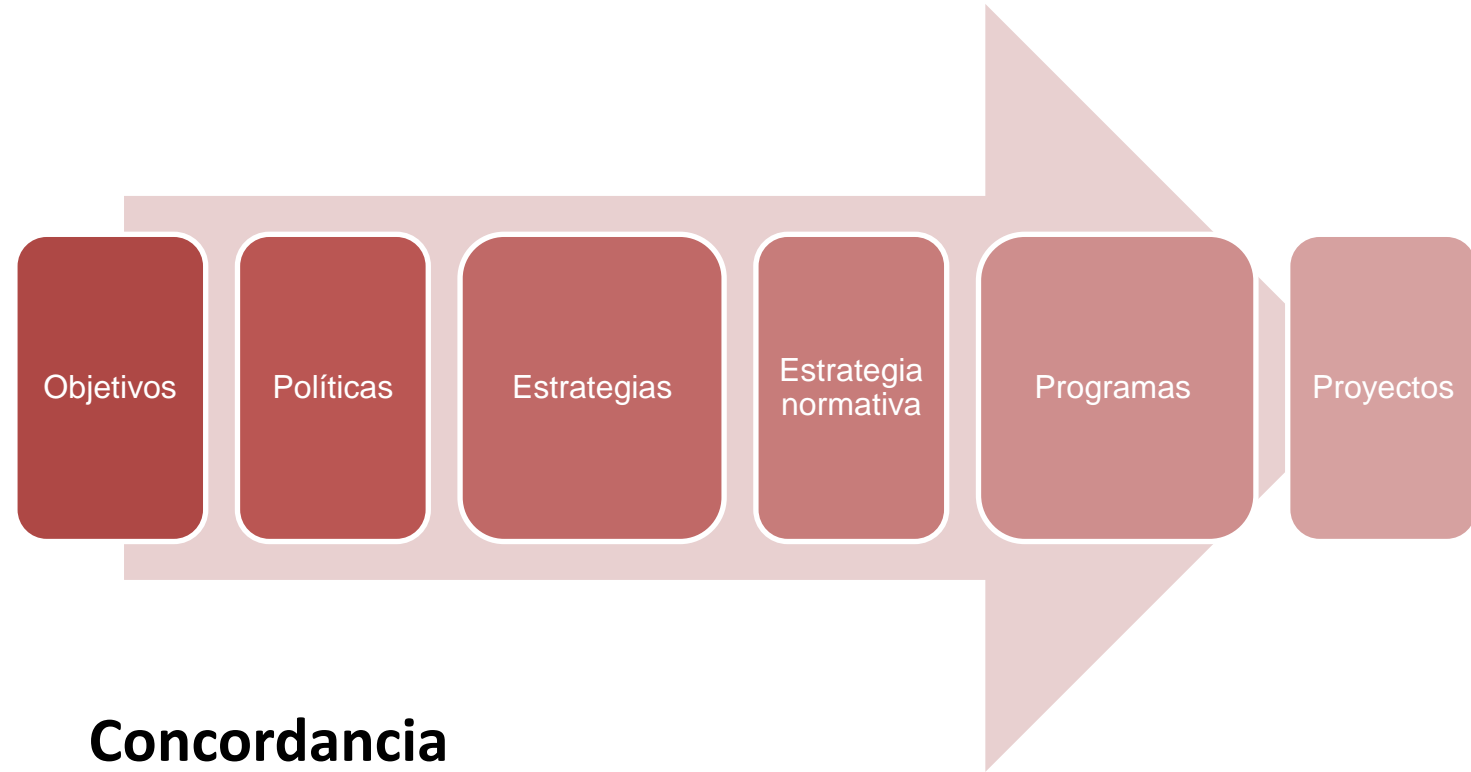 Objetivos
Políticas
Estrategias
Estrategia
normativa
Programas
Proyectos
Concordancia